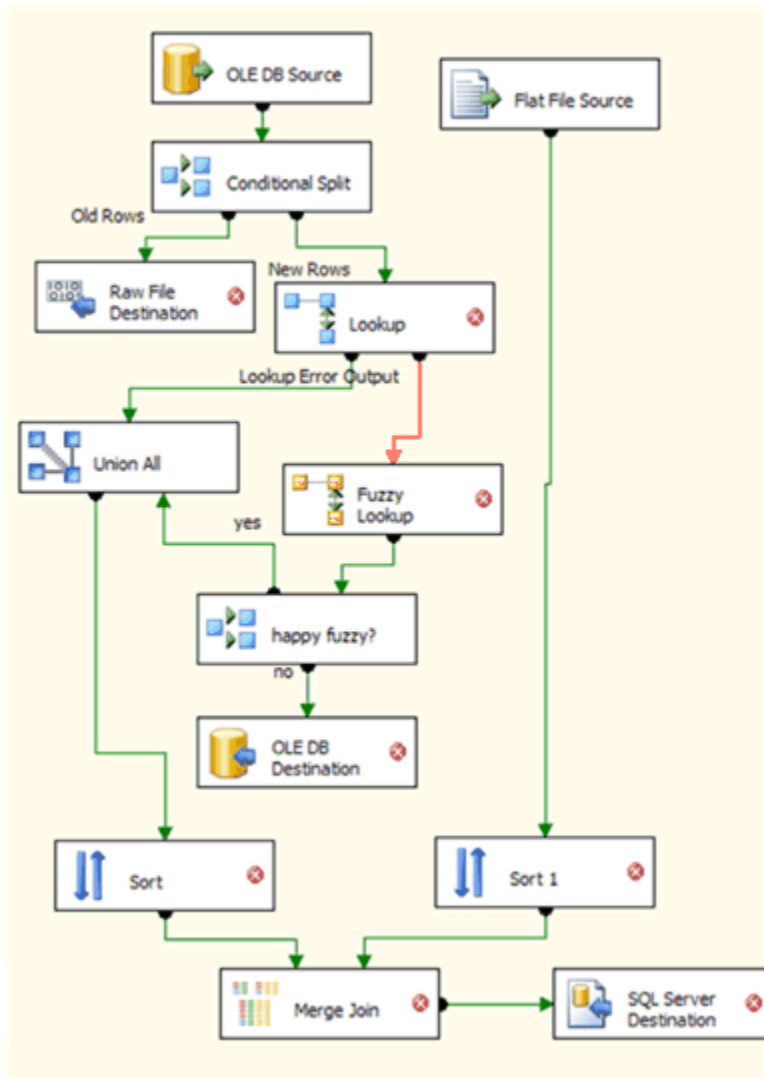 OLE DB Source
Flat File Source
Conditional Split
Old Rows
New Rows
Raw File
Destination
Lookup
Lookup Error Output
Union All
Fuzzy
Lookup
yes
happy fuzzy?
no
OLE DB
Destination
Sort
Sort 1
Merge Join
SQL Server
Destination